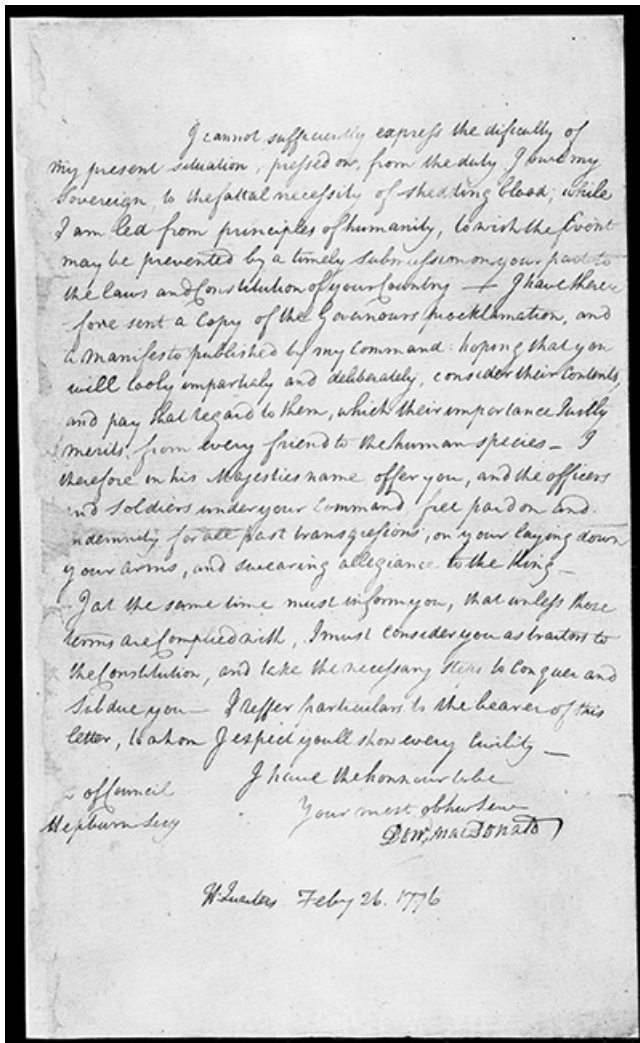 I cannot sufficiently express the dificulty of
my present situation, pressed on, from the duty I owe my
Sovereign, to the fattal necessity of shedding blood; while
I am led from principles of humanity, to wish the Event
may be prevented by a timely submission on your part to
the laws and Constitution of your Country — I have there
fore sent a Copy of the Governours procklamation, and
a manifesto published by my Command: hoping that you
will cooly impartialy and deliberately, consider their Contents,
and pay that regard to them, which their importance Justly
merits, from every friend to the human species — I
therefore in his Majesties name, offer you, and the officers
and soldiers under your Command, free pardon and
indemnity for all past transgressions, on your laying down
your arms, and swearing allegiance to the King —
I at the same time must inform you, that unless these
terms are Complied with, I must consider you as traitors to
the Constitution, and take the necessary steps to Conquer and
Subdue you — I reffer particulars to the bearer of this
letter, to whom I expect youll show every Civility —
I have the honnour to be
of Council
Your most obt hue Serv
Hepburn Secy
Don. MacDonald
Hd Quarters Feby 26. 1776